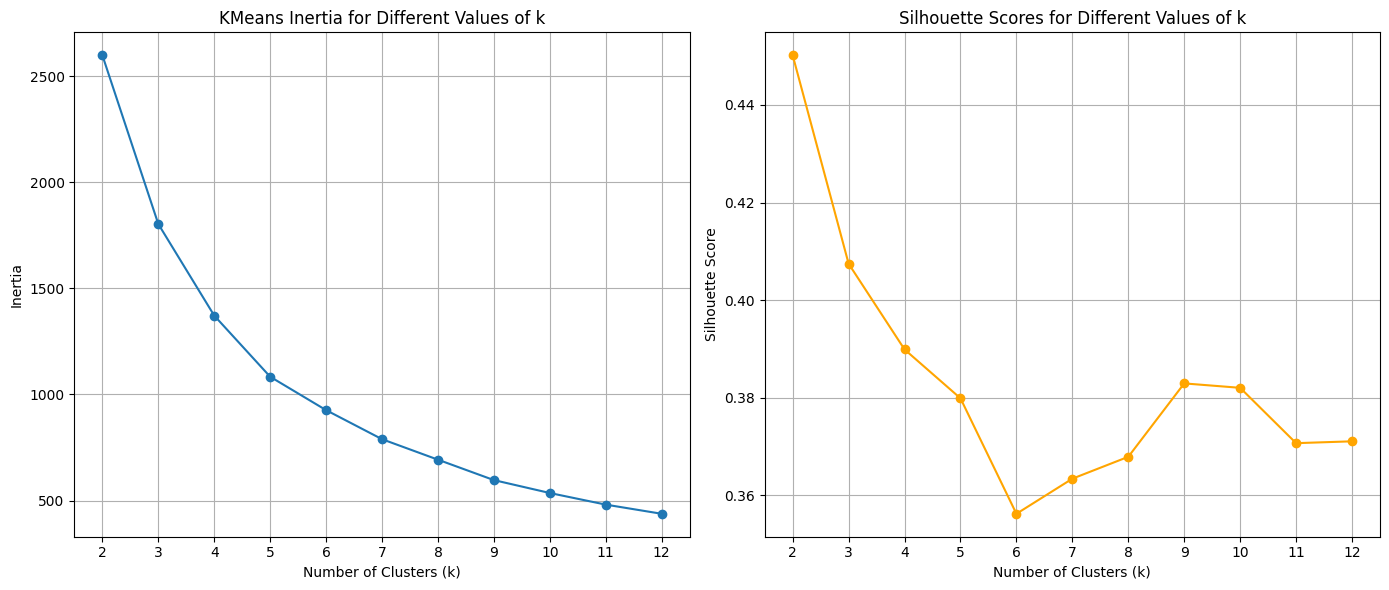 KMeans Inertia for Different Values of k
Inertia
2500
2000
1500
1000
500
2 3 4 5 6 7 8 9 10 11 12
Number of Clusters (k)
Silhouette Scores for Different Values of k
Silhouette Score
0.44
0.42
0.40
0.38
0.36
2 3 4 5 6 7 8 9 10 11 12
Number of Clusters (k)